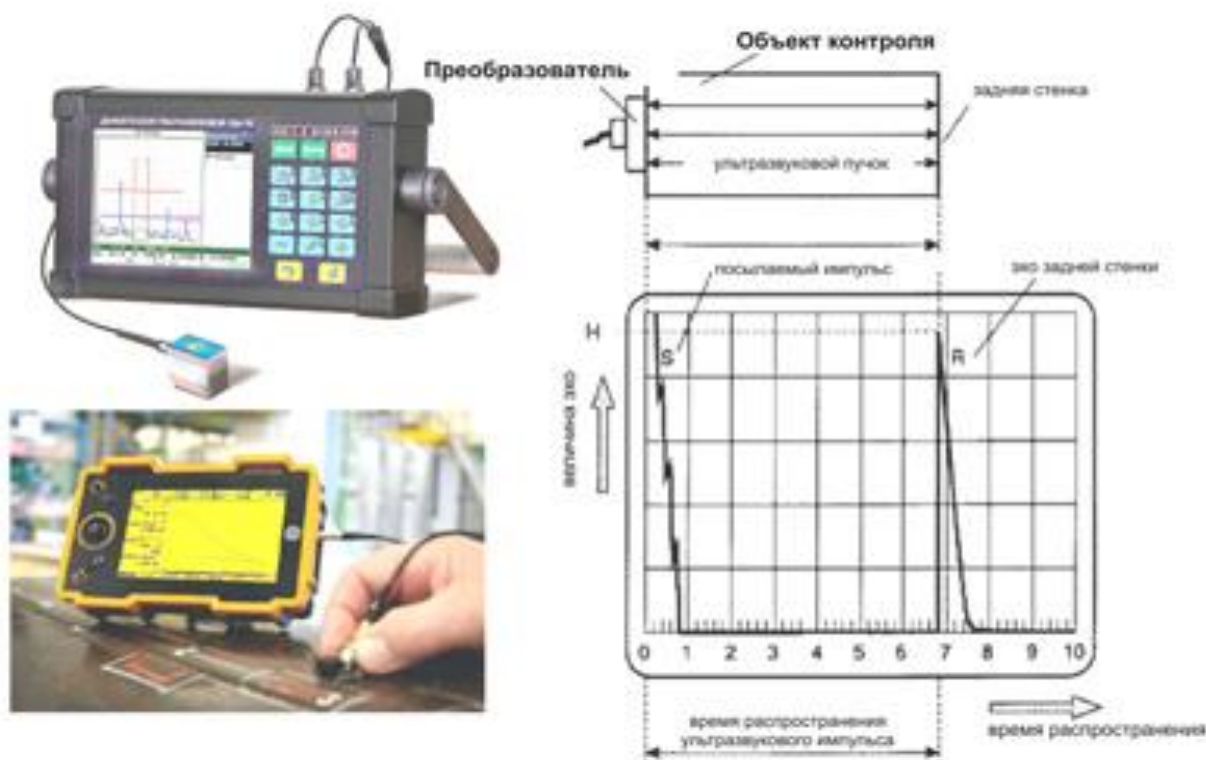 Объект контроля
Преобразователь
задняя стенка
ультразвуковой пучок
посылаемый импульс
эхо задней стенки
H
S
R
величина эхо
0 1 2 3 4 5 6 7 8 9 10
время распространения
ультразвукового импульса
время распространения